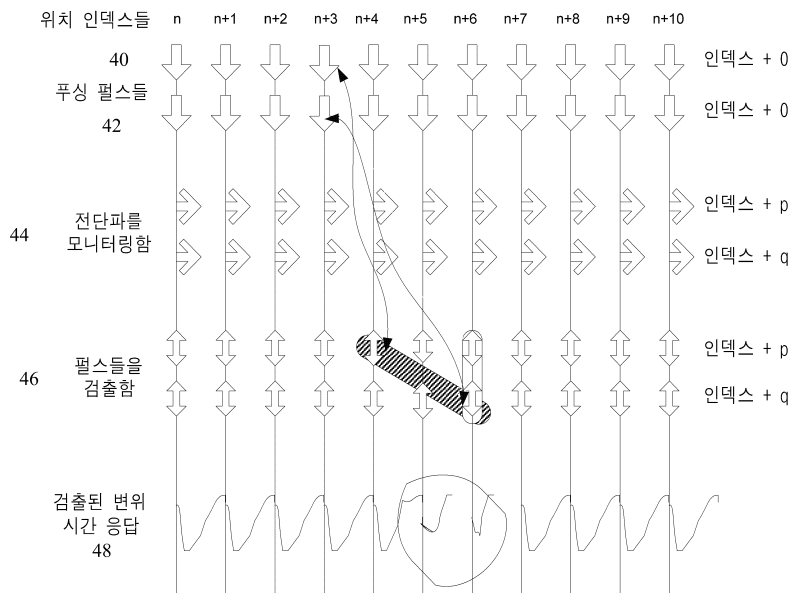 위치 인덱스들 n n+1 n+2 n+3 n+4 n+5 n+6 n+7 n+8 n+9 n+10
40 인덱스 + 0
푸싱 펄스들
42 인덱스 + 0
44 전단파를
모니터링함
인덱스 + p
인덱스 + q
46 펄스들을
검출함
인덱스 + p
인덱스 + q
검출된 변위
시간 응답
48